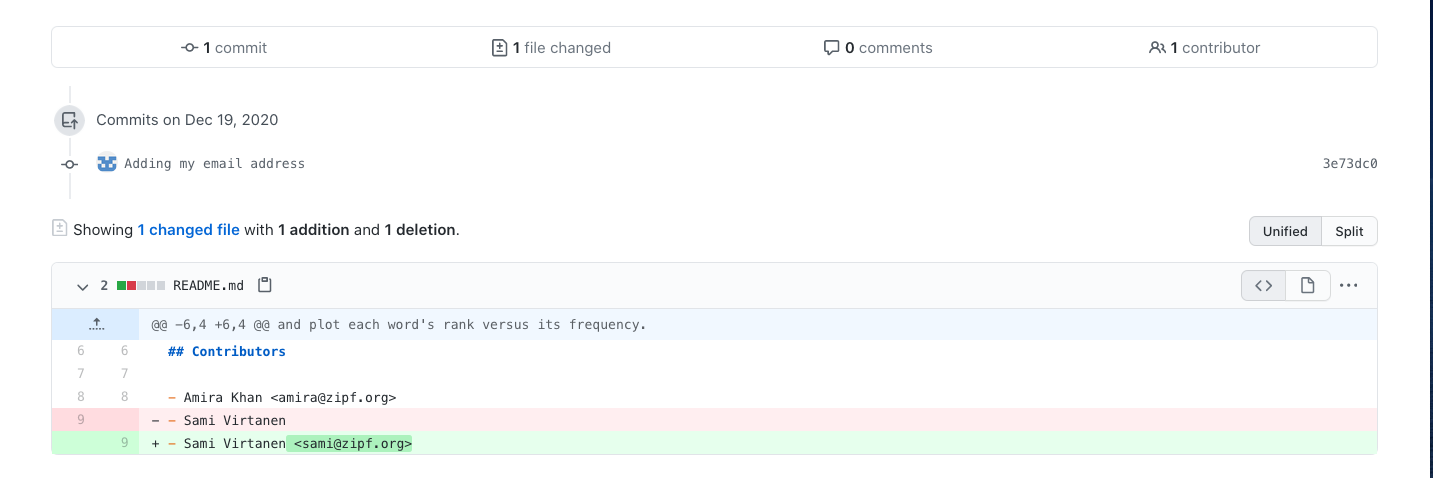 1 commit 1 file changed 0 comments 1 contributor
Commits on Dec 19, 2020
Adding my email address 3e73dc0
Showing 1 changed file with 1 addition and 1 deletion. Unified Split
2 README.md
@@ -6,4 +6,4 @@ and plot each word's rank versus its frequency.
6 6 ## Contributors
7 7
8 8 - Amira Khan <amira@zipf.org>
9 - - Sami Virtanen
9 + - Sami Virtanen <sami@zipf.org>